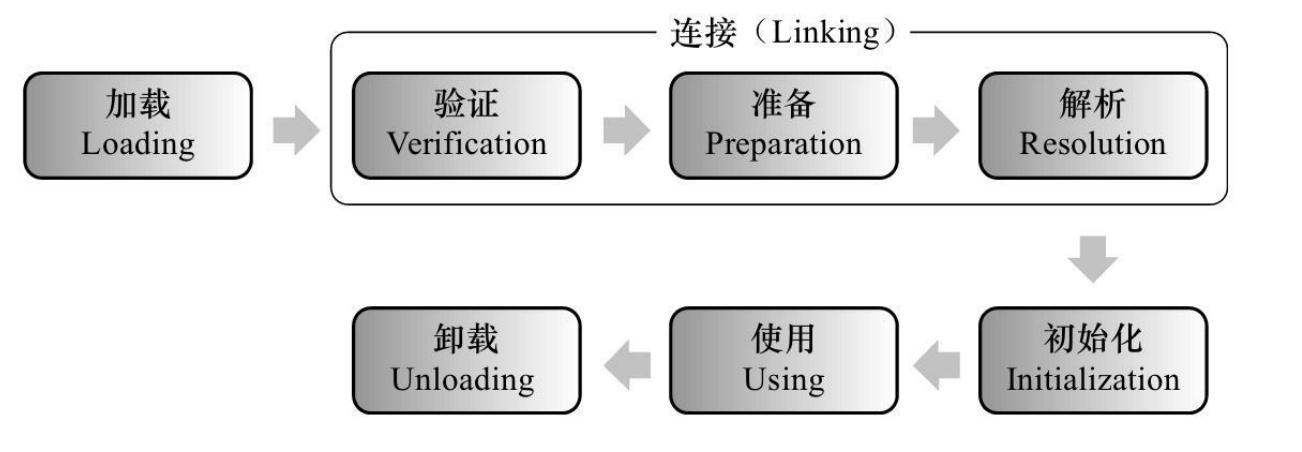 连接（Linking）
加载
Loading
验证
Verification
准备
Preparation
解析
Resolution
初始化
Initialization
使用
Using
卸载
Unloading